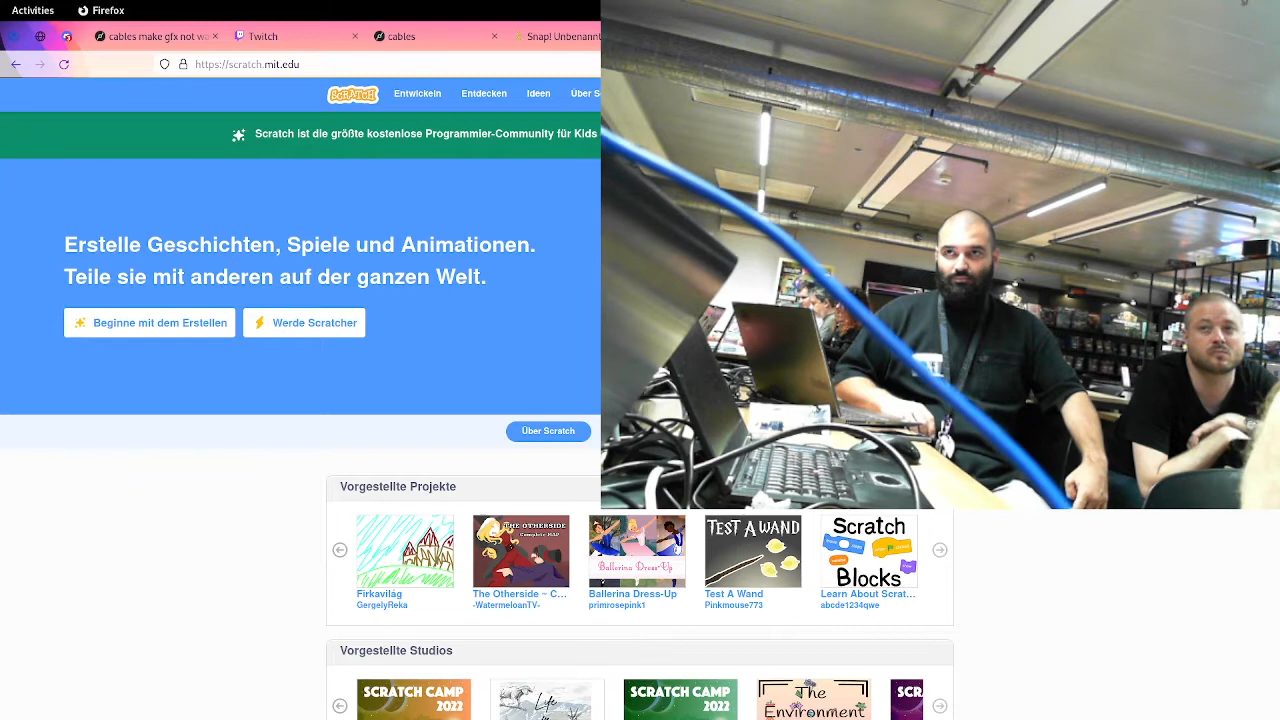 Activities
Firefox
cables make gfx not wa
Twitch
cables
Snap! Unbenannt
https://scratch.mit.edu
SCRATCH
Entwickeln
Entdecken
Ideen
Über S
Scratch ist die größte kostenlose Programmier-Community für Kids
Erstelle Geschichten, Spiele und Animationen.
Teile sie mit anderen auf der ganzen Welt.
Beginne mit dem Erstellen
Werde Scratcher
Über Scratch
Vorgestellte Projekte
THE OTHERSIDE
Complete MAP
Ballerina Dress-Up
TEST A WAND
Scratch
Blocks
Firkavilág
The Otherside ~ C...
Ballerina Dress-Up
Test A Wand
Learn About Scrat...
GergelyReka
-WatermeloanTV-
primrosepink1
Pinkmouse773
abcde1234qwe
Vorgestellte Studios
SCRATCH CAMP
2022
Life
SCRATCH CAMP
2022
The
Environment
SCR